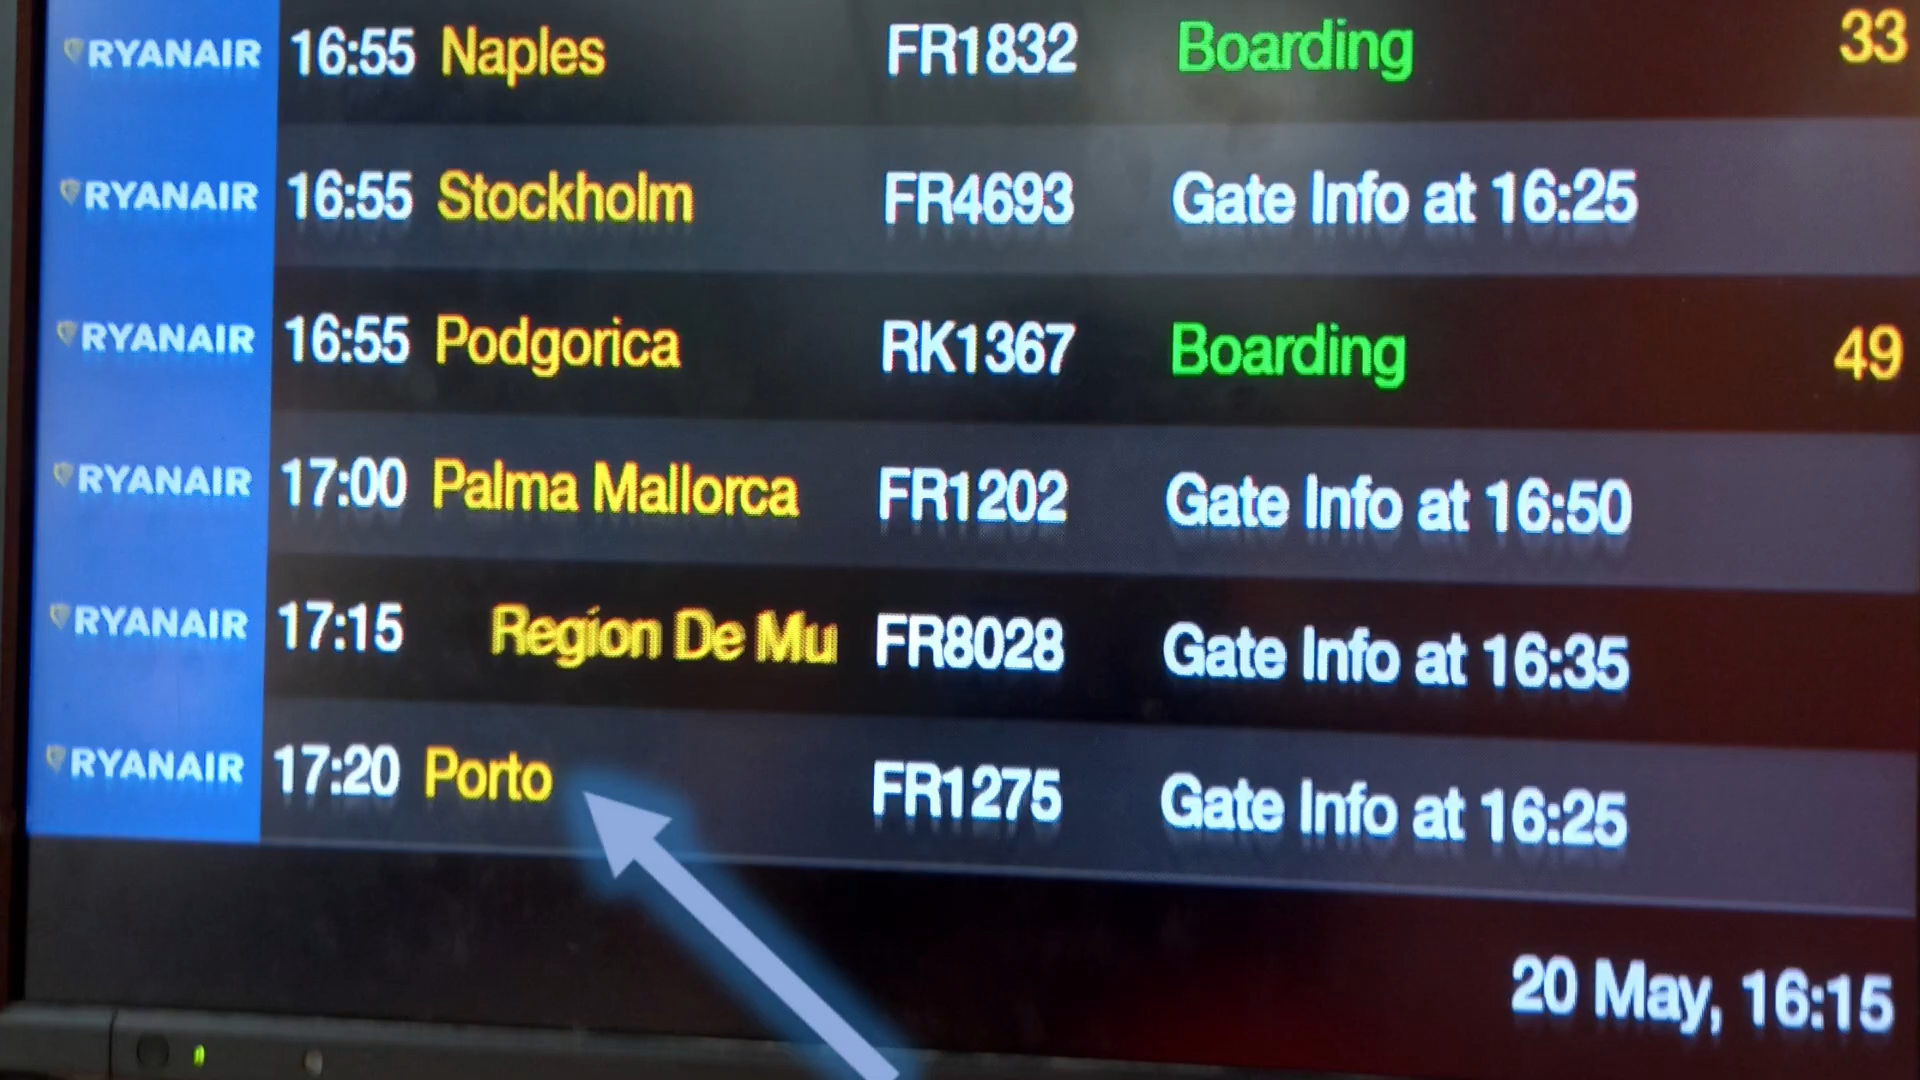 RYANAIR 16:55 Naples FR1832 Boarding 33
RYANAIR 16:55 Stockholm FR4693 Gate Info at 16:25
RYANAIR 16:55 Podgorica RK1367 Boarding 49
RYANAIR 17:00 Palma Mallorca FR1202 Gate Info at 16:50
RYANAIR 17:15 Regíon De Mu FR8028 Gate Info at 16:35
RYANAIR 17:20 Porto FR1275 Gate Info at 16:25
20 May, 16:15